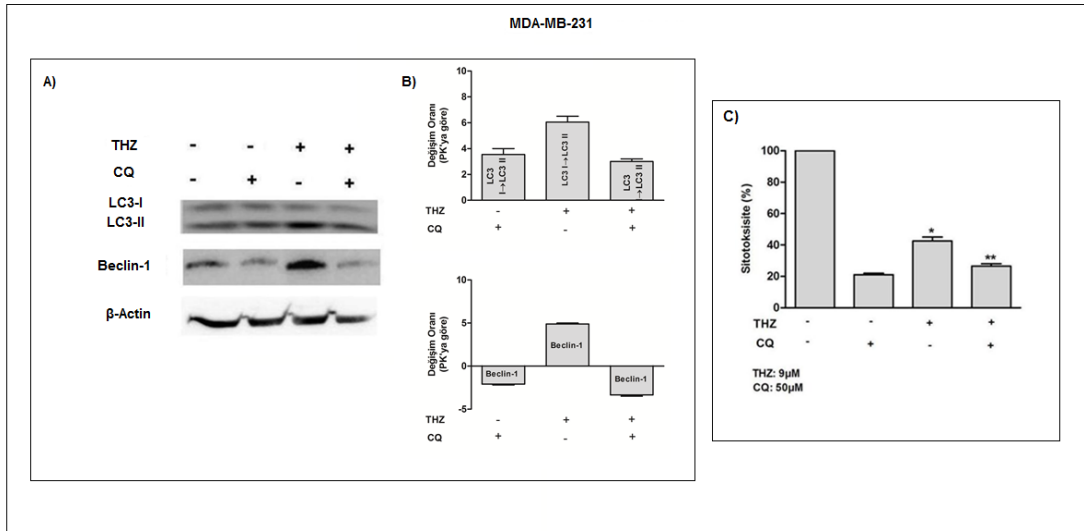 MDA-MB-231
A)
THZ - - + +
CQ - + - +
LC3-I
LC3-II
Beclin-1
β-Actin
B)
Değişim Oranı
(PK'ya göre)
10
8
6
4
2
0
LC3
I→LC3 II
LC3 I→LC3 II
LC3
I→LC3 II
THZ - + +
CQ + - +
Değişim Oranı
(PK'ya göre)
10
5
0
-5
Beclin-1
Beclin-1
Beclin-1
THZ - + +
CQ + - +
C)
Sitotoksisite (%)
100
80
60
40
20
0
*
**
THZ - - + +
CQ - + - +
THZ: 9µM
CQ: 50µM